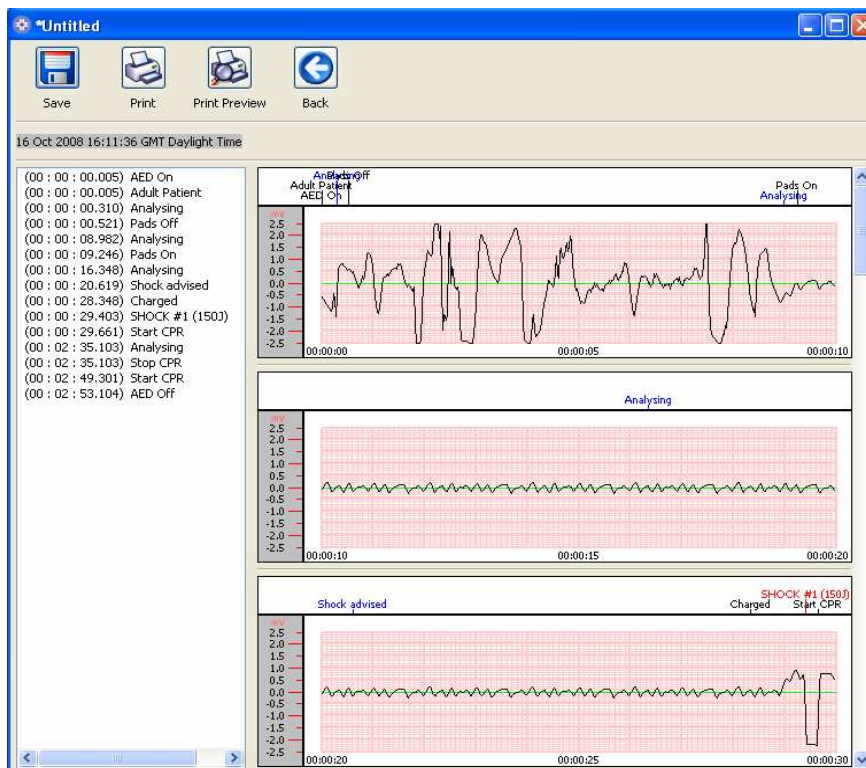 *Untitled
Save Print Print Preview Back
16 Oct 2008 16:11:36 GMT Daylight Time
(00 : 00 : 00.005) AED On
(00 : 00 : 00.005) Adult Patient
(00 : 00 : 00.310) Analysing
(00 : 00 : 00.521) Pads Off
(00 : 00 : 08.982) Analysing
(00 : 00 : 09.246) Pads On
(00 : 00 : 16.348) Analysing
(00 : 00 : 20.619) Shock advised
(00 : 00 : 28.348) Charged
(00 : 00 : 29.403) SHOCK #1 (150J)
(00 : 00 : 29.661) Start CPR
(00 : 02 : 35.103) Analysing
(00 : 02 : 35.103) Stop CPR
(00 : 02 : 49.301) Start CPR
(00 : 02 : 53.104) AED Off
Analysing Pads Off
Adult Patient Pads On
AED On Analysing
mV
2.5
2.0
1.5
1.0
0.5
0.0
-0.5
-1.0
-1.5
-2.0
-2.5
00:00:00 00:00:05 00:00:10
Analysing
mV
2.5
2.0
1.5
1.0
0.5
0.0
-0.5
-1.0
-1.5
-2.0
-2.5
00:00:10 00:00:15 00:00:20
SHOCK #1 (150J)
Shock advised Charged Start CPR
mV
2.5
2.0
1.5
1.0
0.5
0.0
-0.5
-1.0
-1.5
-2.0
-2.5
00:00:20 00:00:25 00:00:30